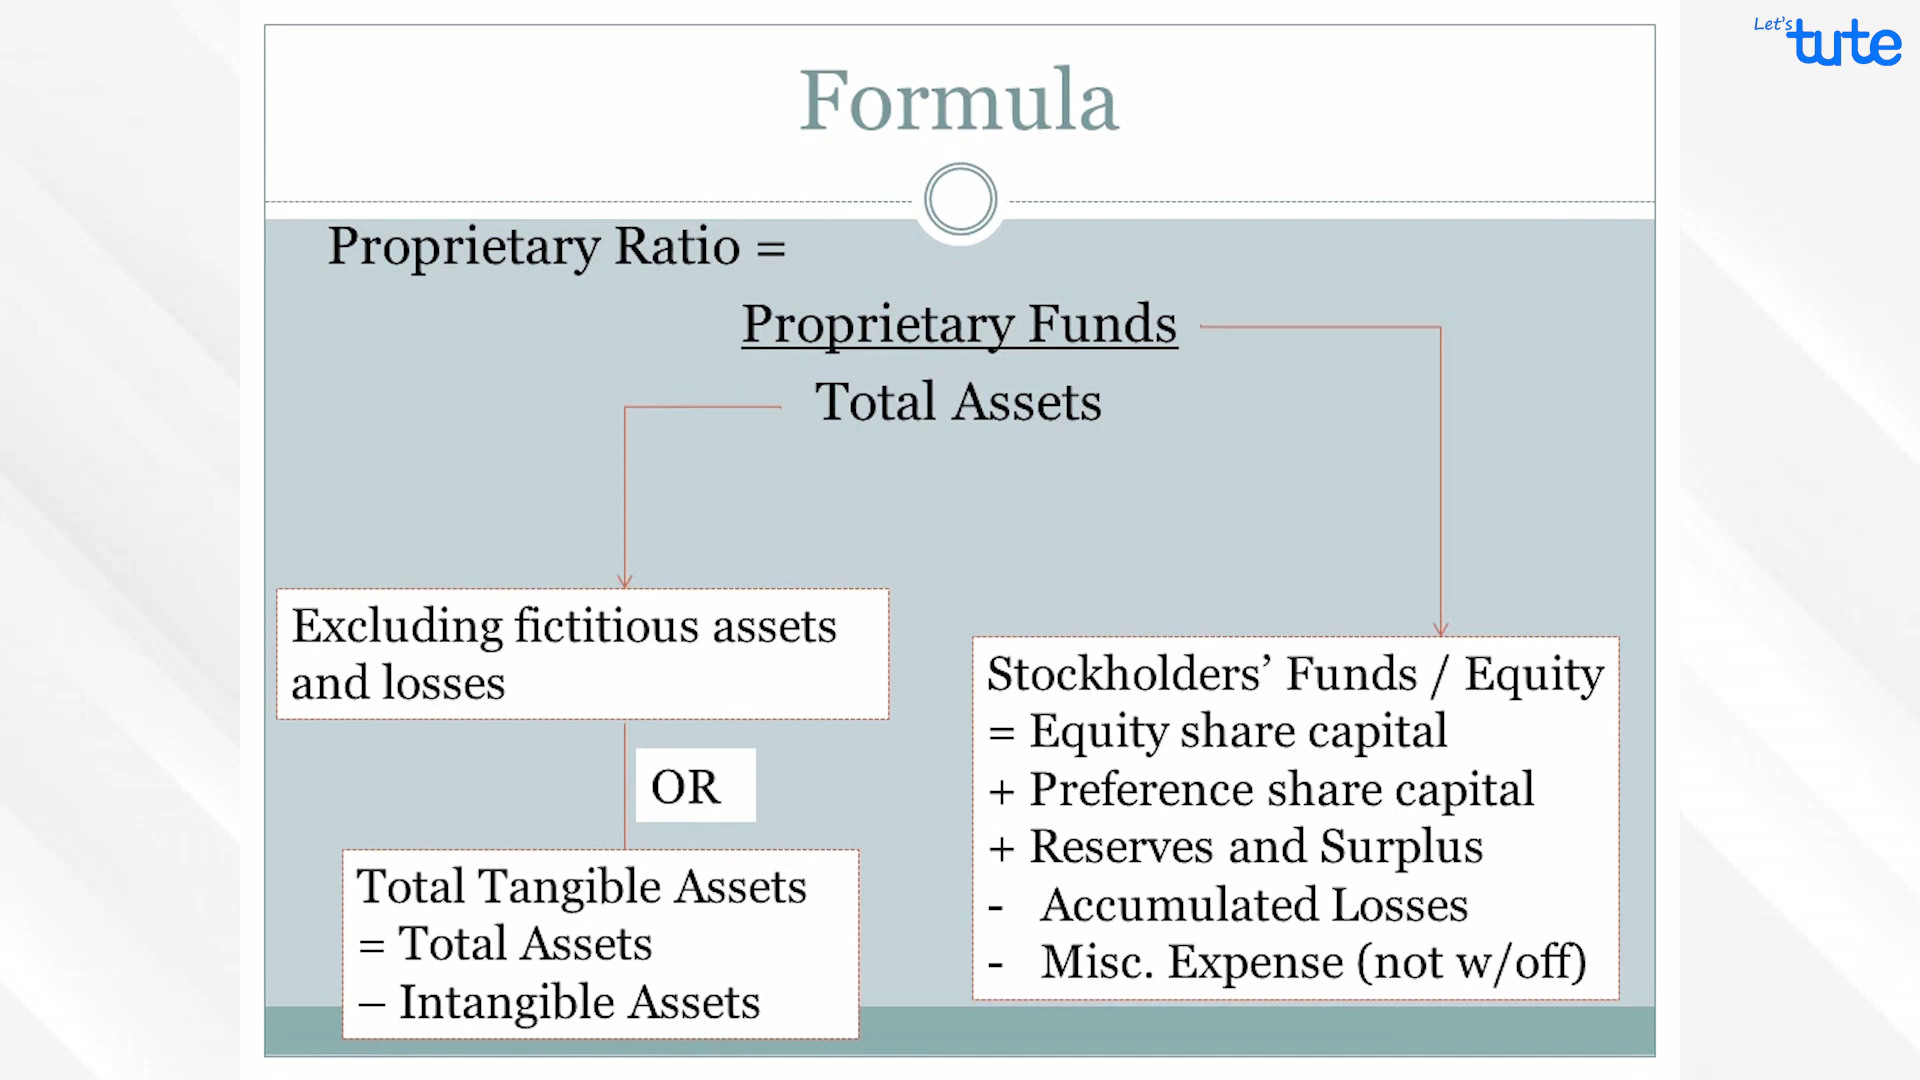 Let's
tute
Formula
Proprietary Ratio =
Proprietary Funds
Total Assets
Excluding fictitious assets
and losses
OR
Total Tangible Assets
= Total Assets
– Intangible Assets
Stockholders’ Funds / Equity
= Equity share capital
+ Preference share capital
+ Reserves and Surplus
- Accumulated Losses
- Misc. Expense (not w/off)